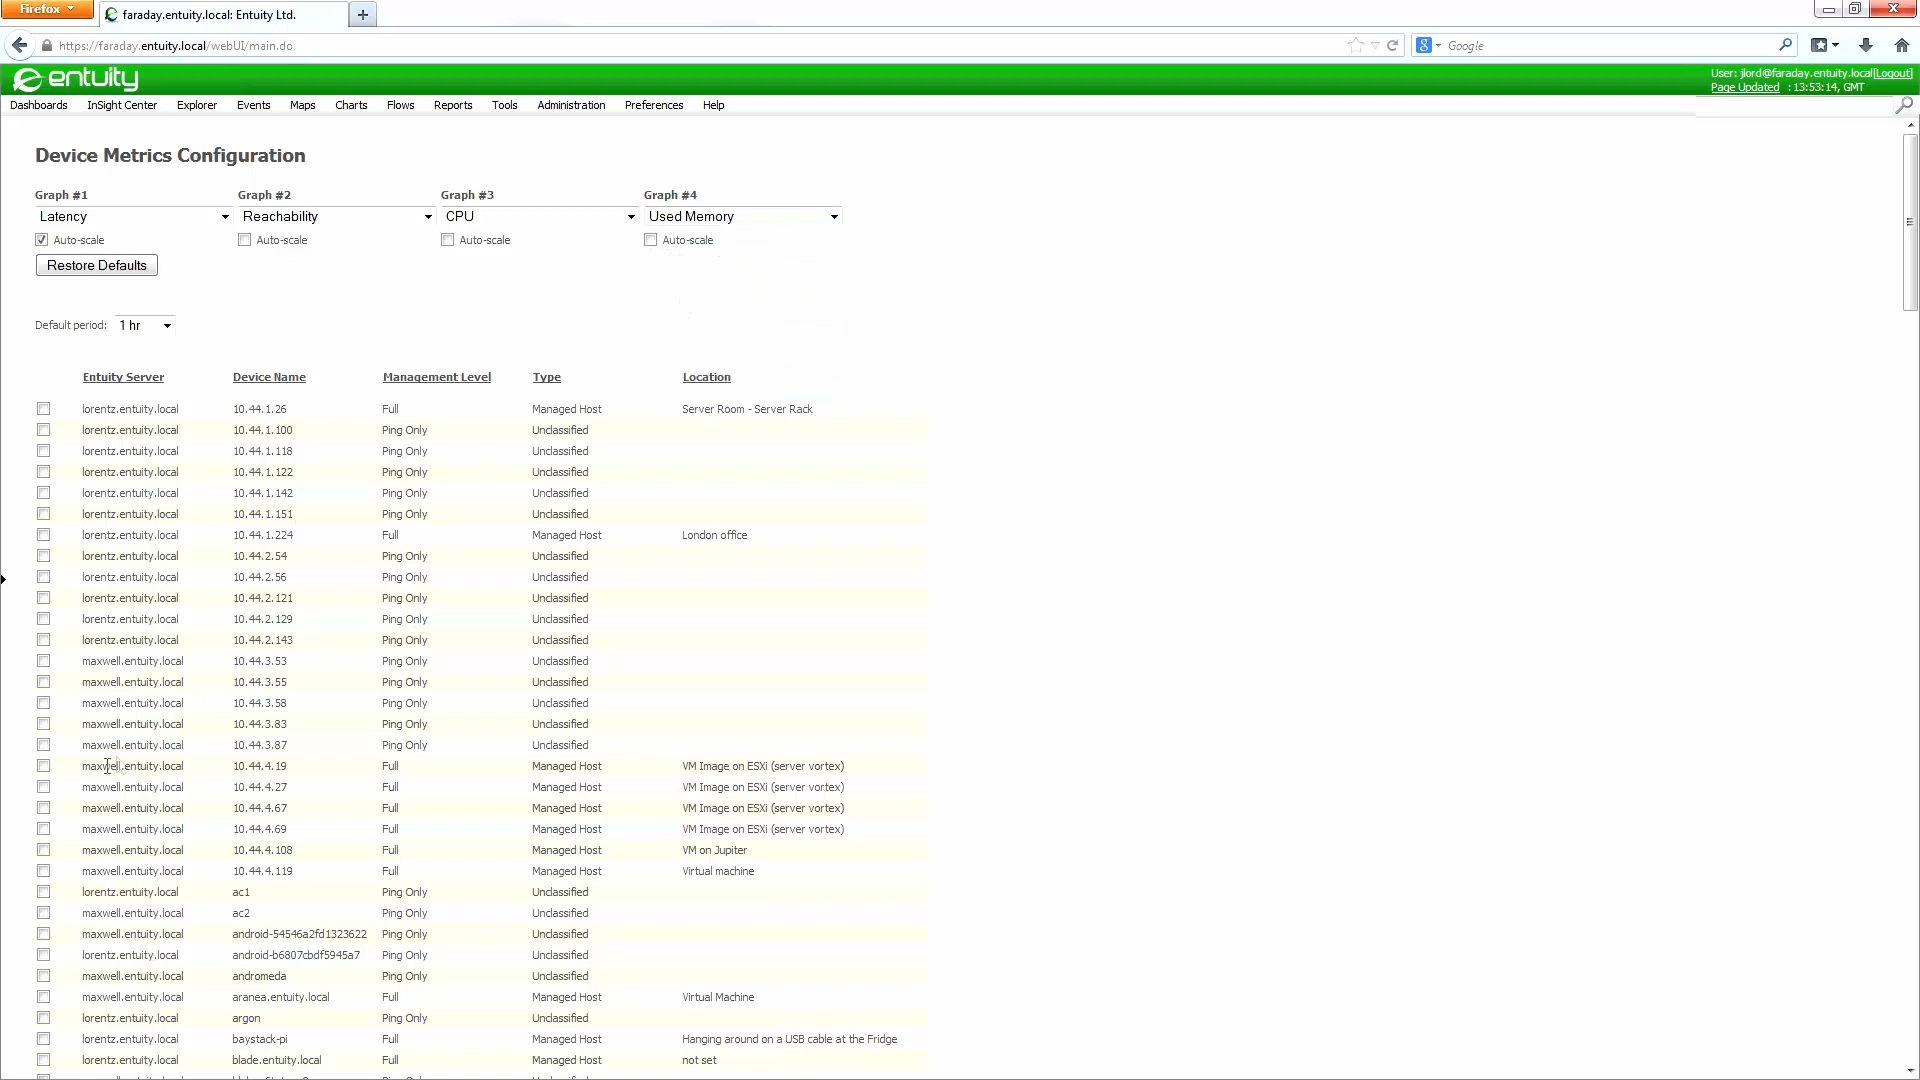 Firefox
faraday.entuity.local: Entuity Ltd.
https://faraday.entuity.local/webUI/main.do
Google
entuity
User: jlord@faraday.entuity.local[Logout]
Page Updated : 13:53:14, GMT
Dashboards InSight Center Explorer Events Maps Charts Flows Reports Tools Administration Preferences Help
Device Metrics Configuration
Graph #1 Graph #2 Graph #3 Graph #4
Latency Reachability CPU Used Memory
Auto-scale Auto-scale Auto-scale Auto-scale
Restore Defaults
Default period: 1 hr
Entuity Server Device Name Management Level Type Location
lorentz.entuity.local 10.44.1.26 Full Managed Host Server Room - Server Rack
lorentz.entuity.local 10.44.1.100 Ping Only Unclassified
lorentz.entuity.local 10.44.1.118 Ping Only Unclassified
lorentz.entuity.local 10.44.1.122 Ping Only Unclassified
lorentz.entuity.local 10.44.1.142 Ping Only Unclassified
lorentz.entuity.local 10.44.1.151 Ping Only Unclassified
lorentz.entuity.local 10.44.1.224 Full Managed Host London office
lorentz.entuity.local 10.44.2.54 Ping Only Unclassified
lorentz.entuity.local 10.44.2.56 Ping Only Unclassified
lorentz.entuity.local 10.44.2.121 Ping Only Unclassified
lorentz.entuity.local 10.44.2.129 Ping Only Unclassified
lorentz.entuity.local 10.44.2.143 Ping Only Unclassified
maxwell.entuity.local 10.44.3.53 Ping Only Unclassified
maxwell.entuity.local 10.44.3.55 Ping Only Unclassified
maxwell.entuity.local 10.44.3.58 Ping Only Unclassified
maxwell.entuity.local 10.44.3.83 Ping Only Unclassified
maxwell.entuity.local 10.44.3.87 Ping Only Unclassified
maxwell.entuity.local 10.44.4.19 Full Managed Host VM Image on ESXi (server vortex)
maxwell.entuity.local 10.44.4.27 Full Managed Host VM Image on ESXi (server vortex)
maxwell.entuity.local 10.44.4.67 Full Managed Host VM Image on ESXi (server vortex)
maxwell.entuity.local 10.44.4.69 Full Managed Host VM Image on ESXi (server vortex)
maxwell.entuity.local 10.44.4.108 Full Managed Host VM on Jupiter
maxwell.entuity.local 10.44.4.119 Full Managed Host Virtual machine
lorentz.entuity.local ac1 Ping Only Unclassified
maxwell.entuity.local ac2 Ping Only Unclassified
maxwell.entuity.local android-54546a2fd1323622 Ping Only Unclassified
lorentz.entuity.local android-b6807cbdf5945a7 Ping Only Unclassified
maxwell.entuity.local andromeda Ping Only Unclassified
maxwell.entuity.local aranea.entuity.local Full Managed Host Virtual Machine
lorentz.entuity.local argon Ping Only Unclassified
lorentz.entuity.local baystack-pi Full Managed Host Hanging around on a USB cable at the Fridge
lorentz.entuity.local blade.entuity.local Full Managed Host not set